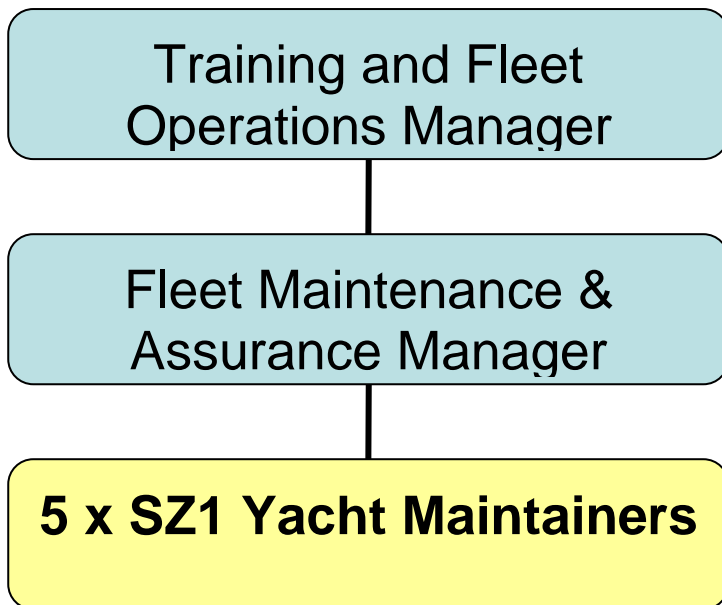 Training and Fleet
Operations Manager
Fleet Maintenance &
Assurance Manager
5 x SZ1 Yacht Maintainers